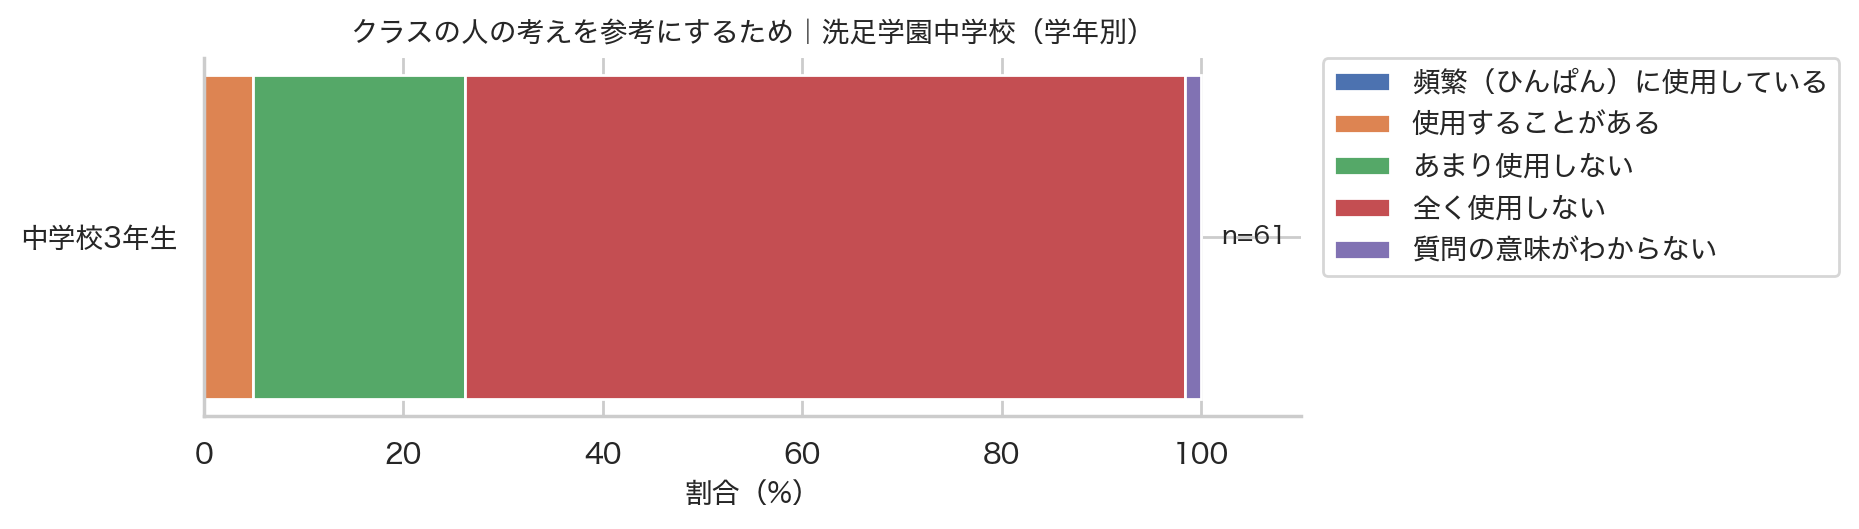 クラスの人の考えを参考にするため｜洗足学園中学校（学年別）
中学校3年生
n=61
0 20 40 60 80 100
割合（%）
頻繁（ひんぱん）に使用している
使用することがある
あまり使用しない
全く使用しない
質問の意味がわからない